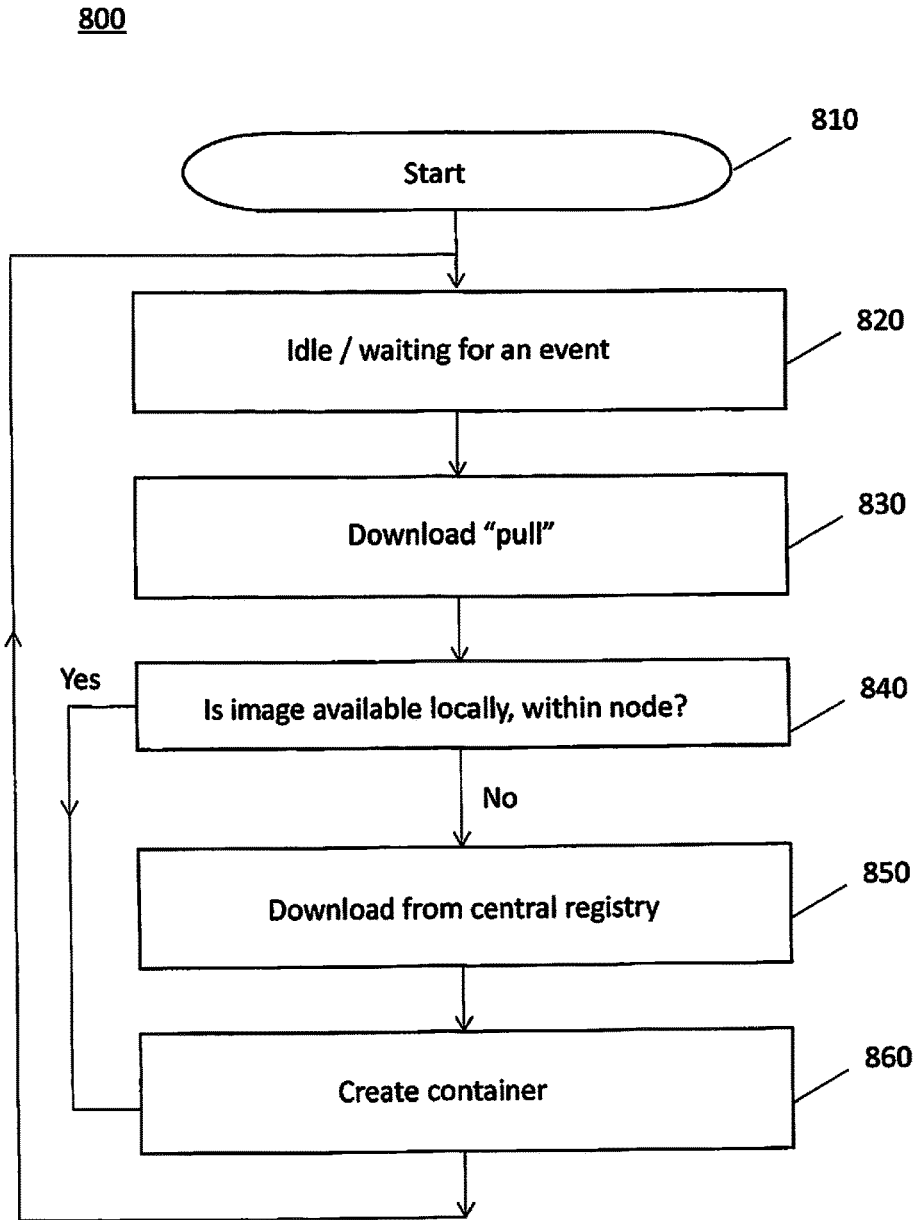 800
810
Start
820
Idle / waiting for an event
830
Download “pull”
Yes
840
Is image available locally, within node?
No
850
Download from central registry
860
Create container